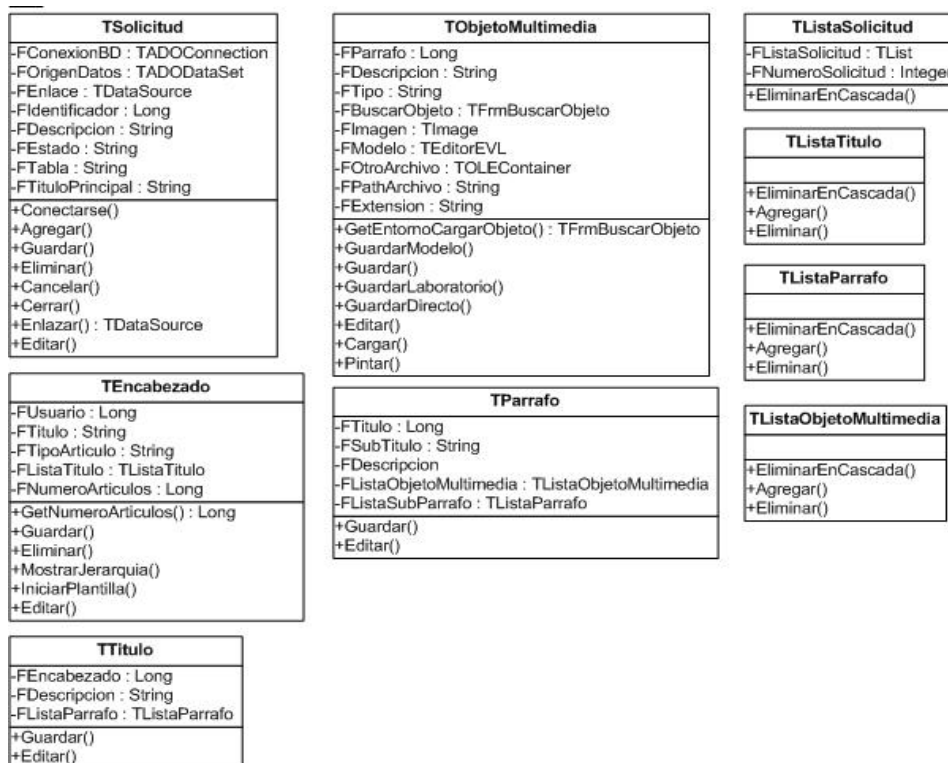 TSolicitud
-FConexionBD : TADOConnection
-FOrigenDatos : TADODataSet
-FEnlace : TDataSource
-FIdentificador : Long
-FDescripcion : String
-FEstado : String
-FTabla : String
-FTituloPrincipal : String
+Conectarse()
+Agregar()
+Guardar()
+Eliminar()
+Cancelar()
+Cerrar()
+Enlazar() : TDataSource
+Editar()
TEncabezado
-FUsuario : Long
-FTitulo : String
-FTipoArticulo : String
-FListaTitulo : TListaTitulo
-FNumeroArticulos : Long
+GetNumeroArticulos() : Long
+Guardar()
+Eliminar()
+MostrarJerarquia()
+IniciarPlantilla()
+Editar()
TTitulo
-FEncabezado : Long
-FDescripcion : String
-FListaParrafo : TListaParrafo
+Guardar()
+Editar()
TObjetoMultimedia
-FParrafo : Long
-FDescripcion : String
-FTipo : String
-FBuscarObjeto : TFrmBuscarObjeto
-FImagen : TImage
-FModelo : TEditorEVL
-FOtroArchivo : TOLEContainer
-FPathArchivo : String
-FExtension : String
+GetEntornoCargarObjeto() : TFrmBuscarObjeto
+GuardarModelo()
+Guardar()
+GuardarLaboratorio()
+GuardarDirecto()
+Editar()
+Cargar()
+Pintar()
TParrafo
-FTitulo : Long
-FSubTitulo : String
-FDescripcion
-FListaObjetoMultimedia : TListaObjetoMultimedia
-FListaSubParrafo : TListaParrafo
+Guardar()
+Editar()
TListaSolicitud
-FListaSolicitud : TList
-FNumeroSolicitud : Integer
+EliminarEnCascada()
TListaTitulo
+EliminarEnCascada()
+Agregar()
+Eliminar()
TListaParrafo
+EliminarEnCascada()
+Agregar()
+Eliminar()
TListaObjetoMultimedia
+EliminarEnCascada()
+Agregar()
+Eliminar()